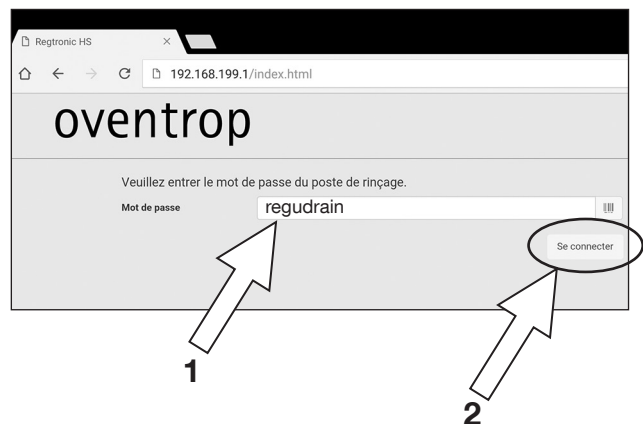 Regtronic HS
192.168.199.1/index.html
oventrop
Veuillez entrer le mot de passe du poste de rinçage.
Mot de passe regudrain
Se connecter
1
2